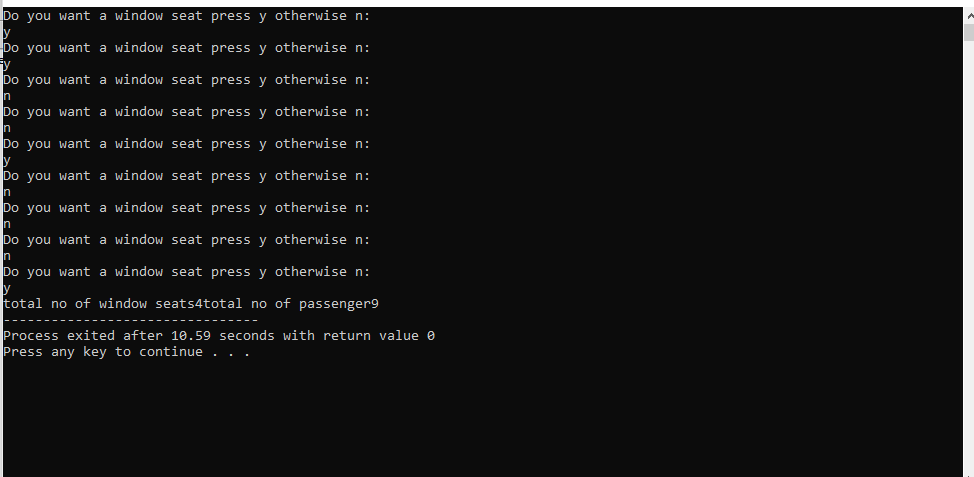 Do you want a window seat press y otherwise n:
y
Do you want a window seat press y otherwise n:
y
Do you want a window seat press y otherwise n:
n
Do you want a window seat press y otherwise n:
n
Do you want a window seat press y otherwise n:
y
Do you want a window seat press y otherwise n:
n
Do you want a window seat press y otherwise n:
n
Do you want a window seat press y otherwise n:
n
Do you want a window seat press y otherwise n:
y
total no of window seats4total no of passenger9
--------------------------------
Process exited after 10.59 seconds with return value 0
Press any key to continue . . .